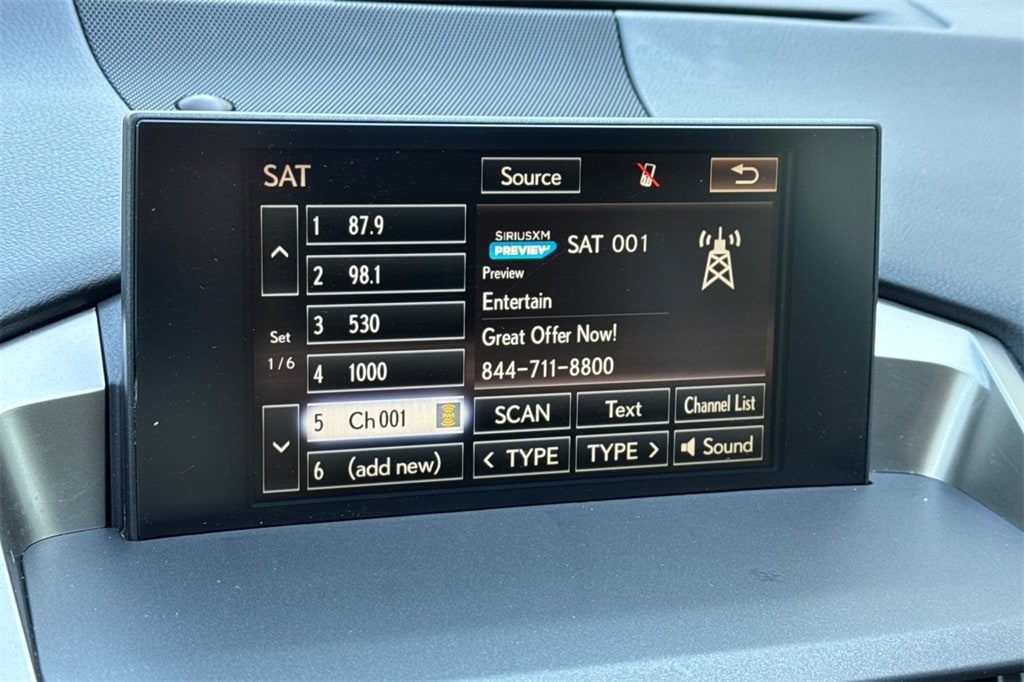 SAT
Source
1 87.9
2 98.1
3 530
4 1000
5 Ch 001
6 (add new)
Set
1/6
SIRIUSXM
PREVIEW
SAT 001
Preview
Entertain
Great Offer Now!
844-711-8800
SCAN
Text
Channel List
< TYPE
TYPE >
Sound